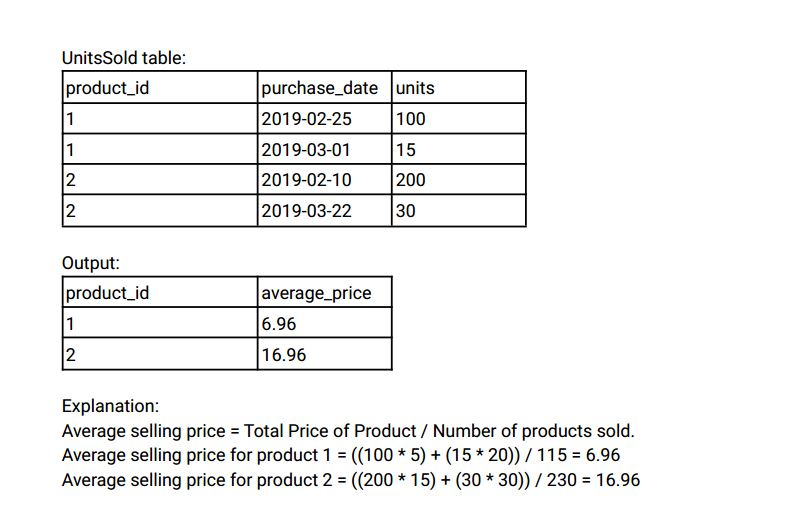 UnitsSold table:
product_id purchase_date units
1 2019-02-25 100
1 2019-03-01 15
2 2019-02-10 200
2 2019-03-22 30
Output:
product_id average_price
1 6.96
2 16.96
Explanation:
Average selling price = Total Price of Product / Number of products sold.
Average selling price for product 1 = ((100 * 5) + (15 * 20)) / 115 = 6.96
Average selling price for product 2 = ((200 * 15) + (30 * 30)) / 230 = 16.96